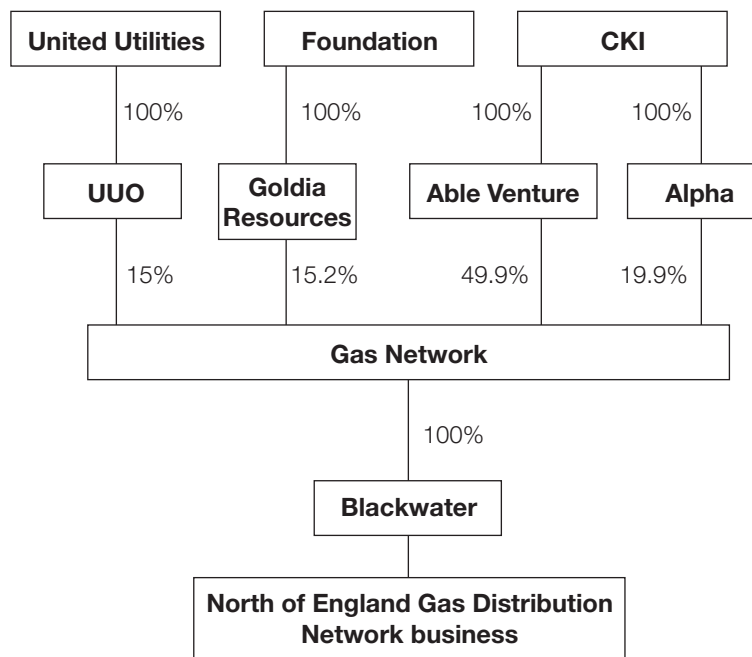 United Utilities
Foundation
CKI
100%
100%
100%
100%
UUO
Goldia
Resources
Able Venture
Alpha
15%
15.2%
49.9%
19.9%
Gas Network
100%
Blackwater
North of England Gas Distribution
Network business